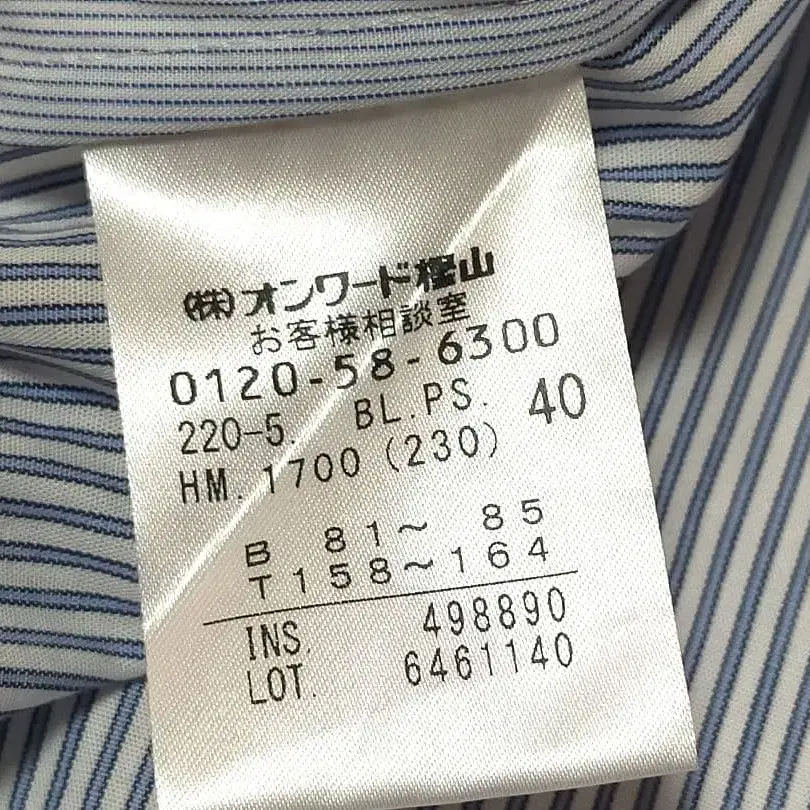 (株)オンワード樫山
お客様相談室
0120-58-6300
220-5. BL.PS. 40
HM. 1700 (230)
B 81～ 85
T158～164
INS. 498890
LOT. 6461140